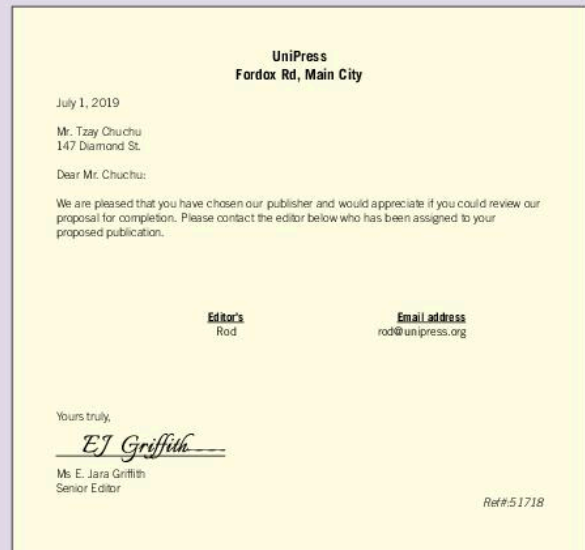 UniPress
Fordox Rd, Main City
July 1, 2019
Mr. Tzay Chuchu
147 Diamond St.
Dear Mr. Chuchu:
We are pleased that you have chosen our publisher and would appreciate if you could review our
proposal for completion. Please contact the editor below who has been assigned to your
proposed publication.
Editor's Email address
Rod rod@unipress.org
Yours truly,
EJ Griffith
Ms E. Jara Griffith
Senior Editor
Ref#:51718